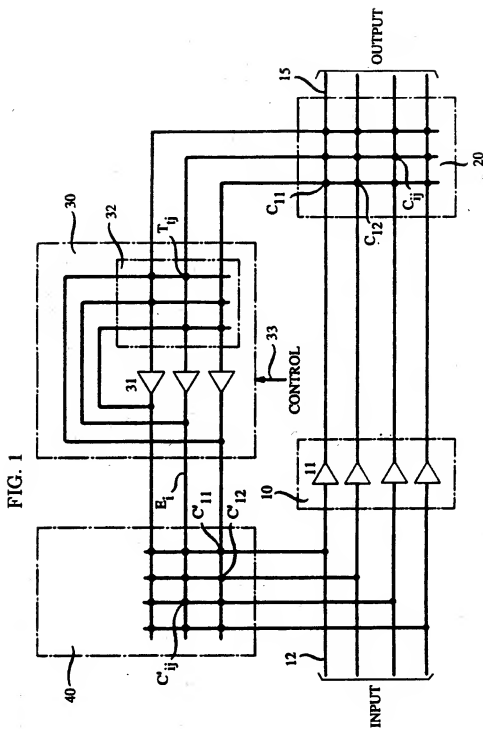 FIG. 1
40
C'ij
C'11
C'12
Ei
30
32
Tij
31
33
CONTROL
12
INPUT
10
11
C11
C12
Cij
20
15
OUTPUT